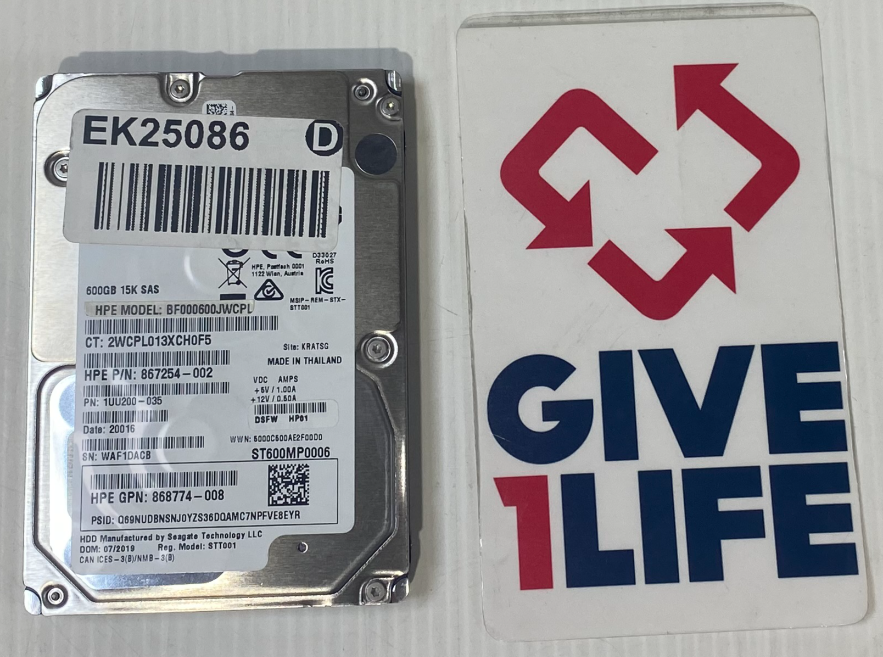 EK25086
D
D33027
RoHS
HPE, Postfach 0001
1122 Wien, Austria
MSIP-REM-STX-
STT001
600GB 15K SAS
HPE MODEL: BF000600JWCPL
CT: 2WCPL013XCH0F5
Site: KRATSG
MADE IN THAILAND
HPE P/N: 867254-002
VDC AMPS
+5V / 1.00A
+12V / 0.50A
PN: 1UU200-035
DSFW HP01
Date: 20016
WWN: 5000C500AE2F00D0
SN: WAF1DACB
ST600MP0006
HPE GPN: 868774-008
PSID: Q69NUDBNSNJ0YZS36DQAMC7NPFVE8EYR
HDD Manufactured by Seagate Technology LLC
DOM: 07/2019 Reg. Model: STT001
CAN ICES-3(B)/NMB-3(B)
GIVE
1LIFE